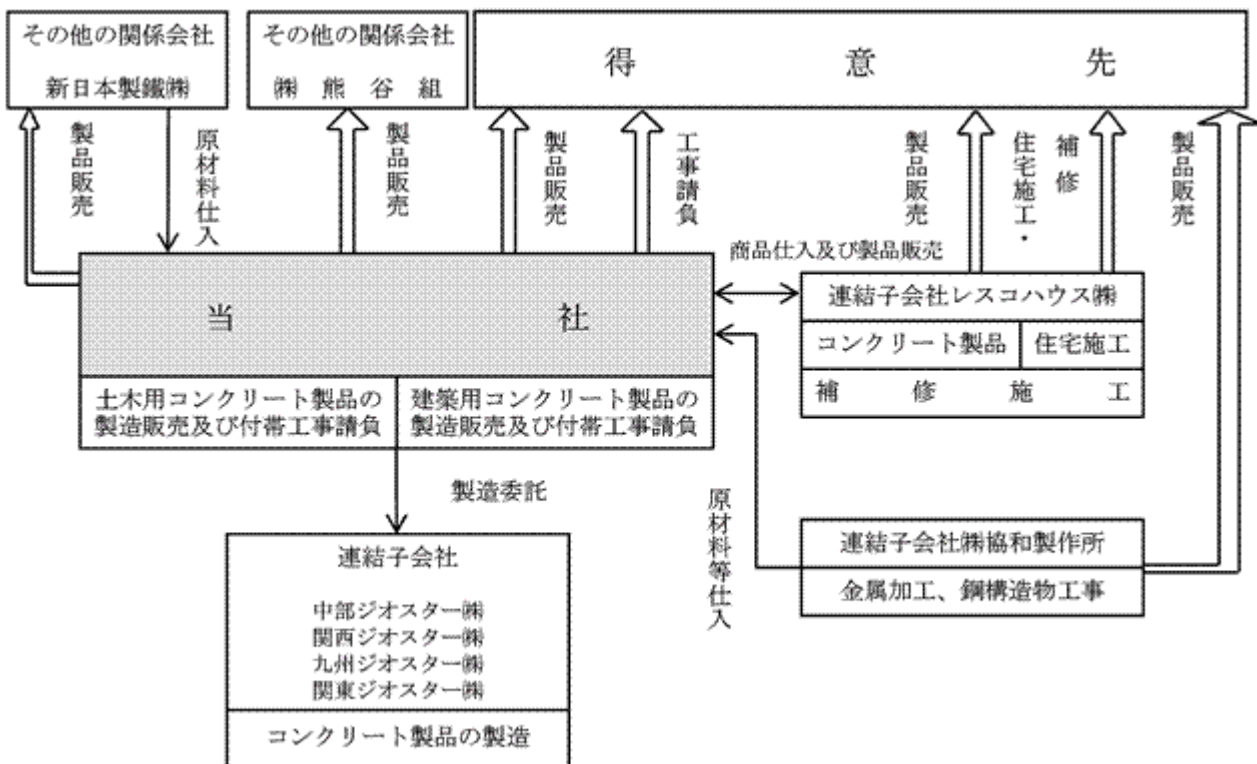 その他の関係会社
新日本製鐵㈱
その他の関係会社
㈱熊谷組
得意先
製品販売
原材料仕入
製品販売
製品販売
工事請負
製品販売
住宅施工・
補修
製品販売
商品仕入及び製品販売
当社
土木用コンクリート製品の
製造販売及び付帯工事請負
建築用コンクリート製品の
製造販売及び付帯工事請負
連結子会社レスコハウス㈱
コンクリート製品
住宅施工
補修施工
製造委託
原材料等仕入
連結子会社㈱協和製作所
金属加工、鋼構造物工事
連結子会社
中部ジオスター㈱
関西ジオスター㈱
九州ジオスター㈱
関東ジオスター㈱
コンクリート製品の製造